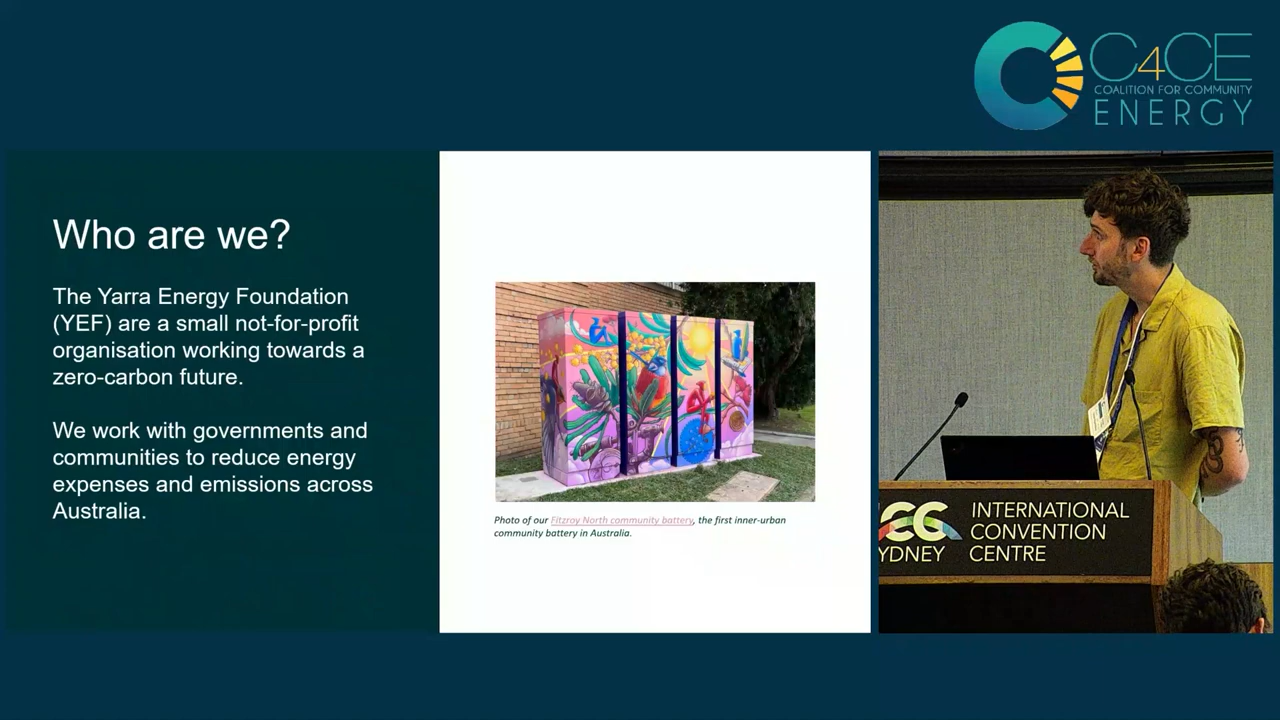 C4CE
COALITION FOR COMMUNITY
ENERGY
Who are we?
The Yarra Energy Foundation
(YEF) are a small not-for-profit
organisation working towards a
zero-carbon future.
We work with governments and
communities to reduce energy
expenses and emissions across
Australia.
Photo of our Fitzroy North community battery, the first inner-urban
community battery in Australia.
ICC
SYDNEY
INTERNATIONAL
CONVENTION
CENTRE